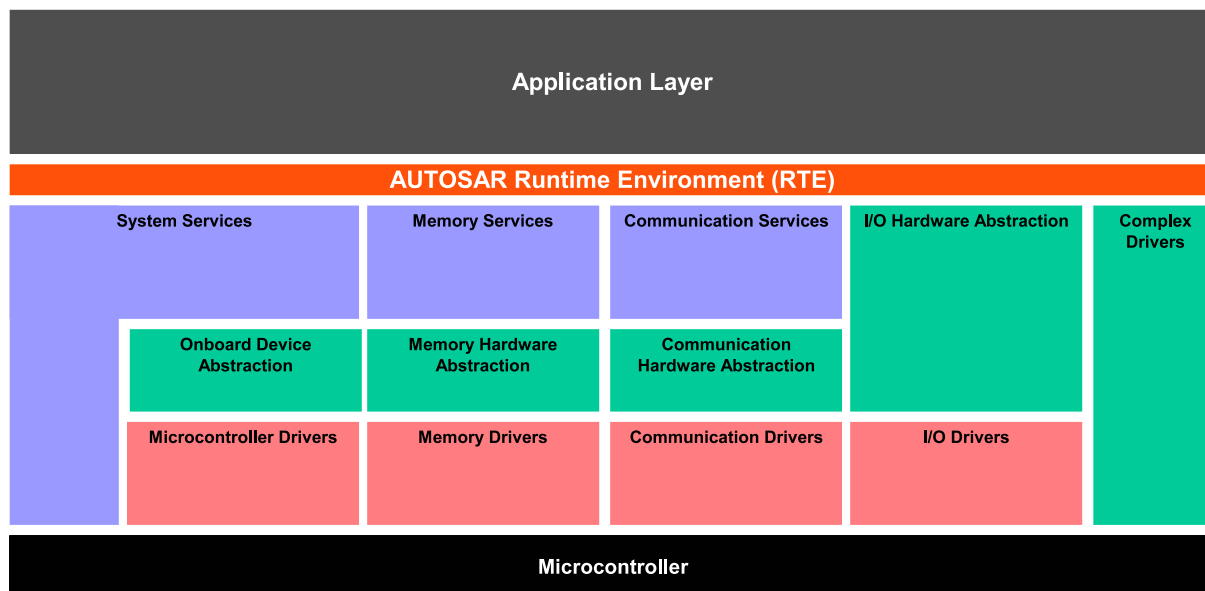 Application Layer
AUTOSAR Runtime Environment (RTE)
System Services
Memory Services
Communication Services
I/O Hardware Abstraction
Complex
Drivers
Onboard Device
Abstraction
Memory Hardware
Abstraction
Communication
Hardware Abstraction
Microcontroller Drivers
Memory Drivers
Communication Drivers
I/O Drivers
Microcontroller